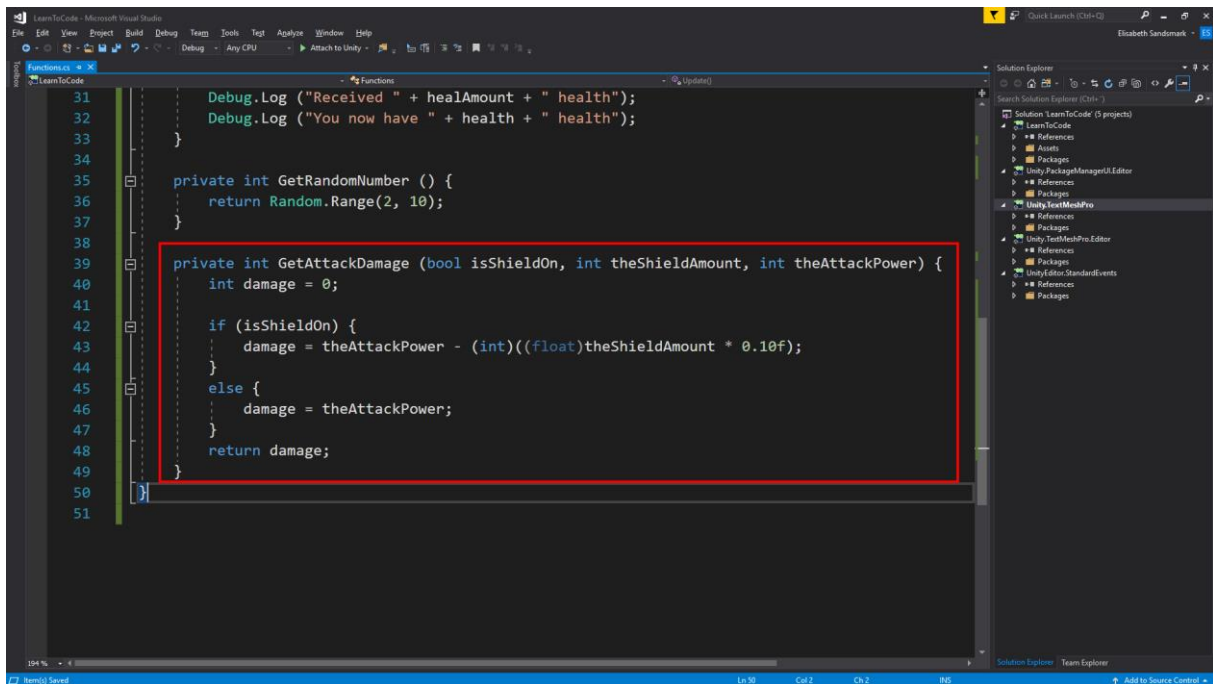 LearnToCode - Microsoft Visual Studio
Quick Launch (Ctrl+Q)
File Edit View Project Build Debug Team Tools Test Analyze Window Help
Elisabeth Sandsmark
ES
Debug Any CPU Attach to Unity
Toolbox
Functions.cs
LearnToCode Functions Update()
31 Debug.Log ("Received " + healAmount + " health");
32 Debug.Log ("You now have " + health + " health");
33 }
34
35 private int GetRandomNumber () {
36 return Random.Range(2, 10);
37 }
38
39 private int GetAttackDamage (bool isShieldOn, int theShieldAmount, int theAttackPower) {
40 int damage = 0;
41
42 if (isShieldOn) {
43 damage = theAttackPower - (int)((float)theShieldAmount * 0.10f);
44 }
45 else {
46 damage = theAttackPower;
47 }
48 return damage;
49 }
50 }
51
Solution Explorer
Search Solution Explorer (Ctrl+¨)
Solution 'LearnToCode' (5 projects)
LearnToCode
References
Assets
Packages
Unity.PackageManagerUI.Editor
References
Packages
Unity.TextMeshPro
References
Packages
Unity.TextMeshPro.Editor
References
Packages
UnityEditor.StandardEvents
References
Packages
194 %
Solution Explorer Team Explorer
Item(s) Saved Ln 50 Col 2 Ch 2 INS Add to Source Control